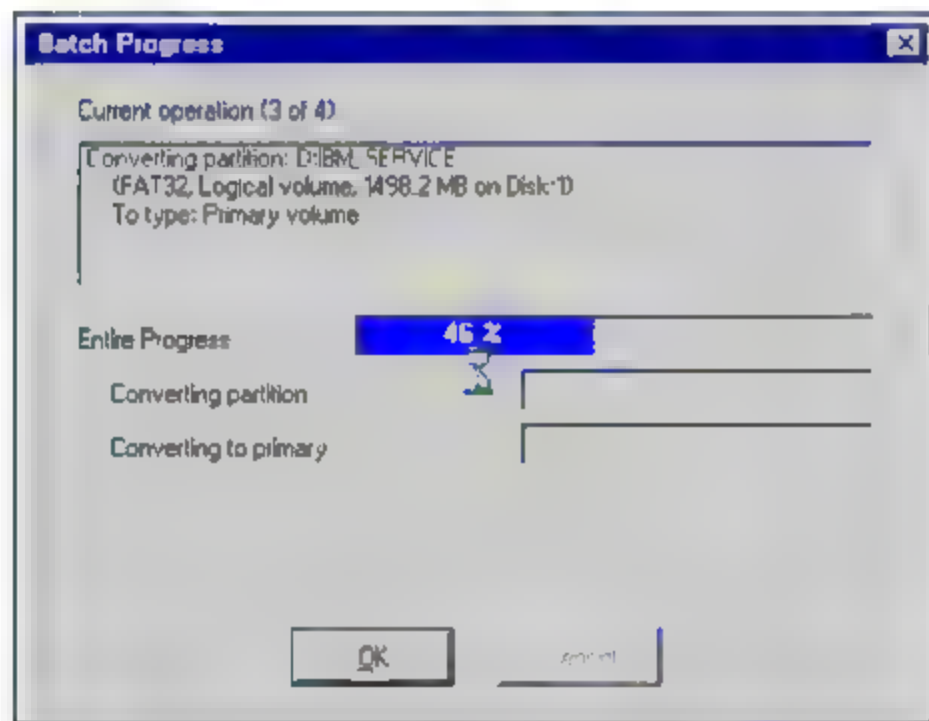 Batch Progress
Current operation (3 of 4)
Converting partition: D:IBM_SERVICE
(FAT32, Logical volume, 1498.2 MB on Disk:1)
To type: Primary volume
Entire Progress
46 %
Converting partition
Converting to primary
OK